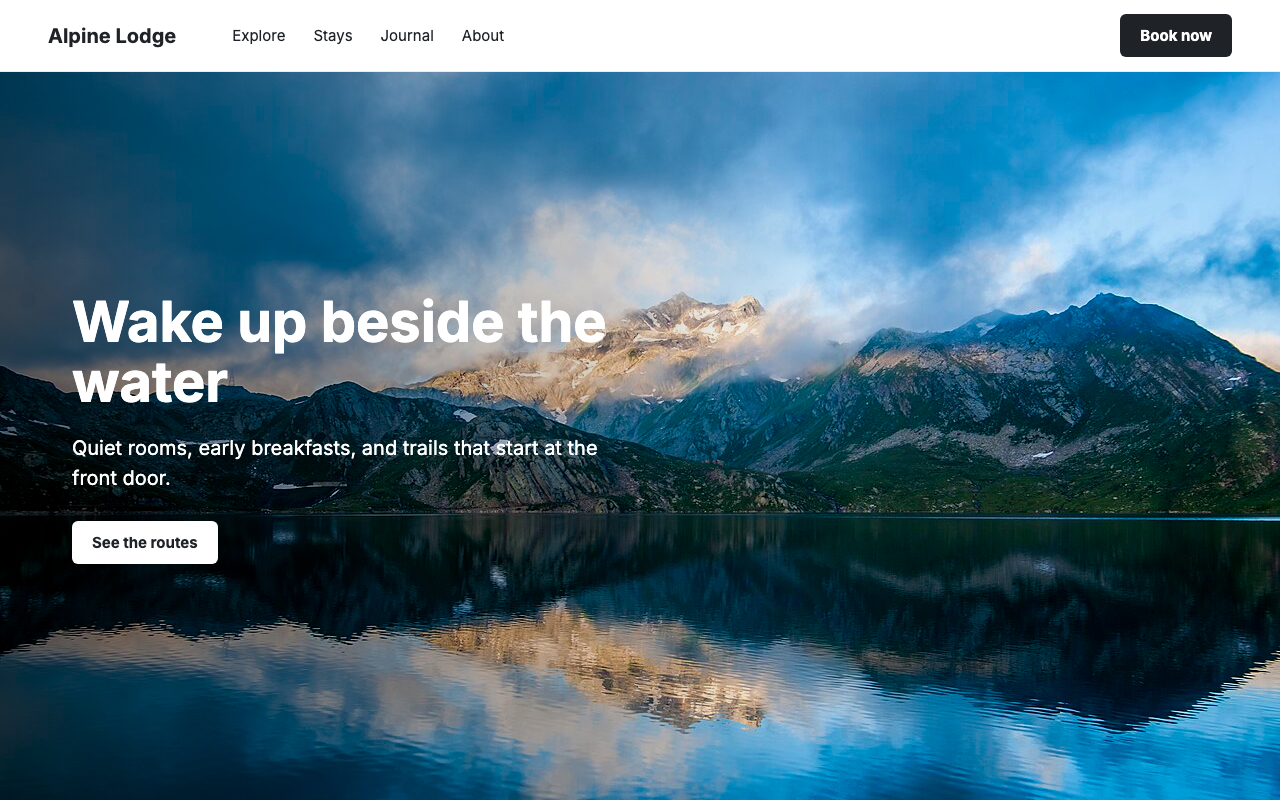 Alpine Lodge
Explore
Stays
Journal
About
Book now
Wake up beside the
water
Quiet rooms, early breakfasts, and trails that start at the
front door.
See the routes